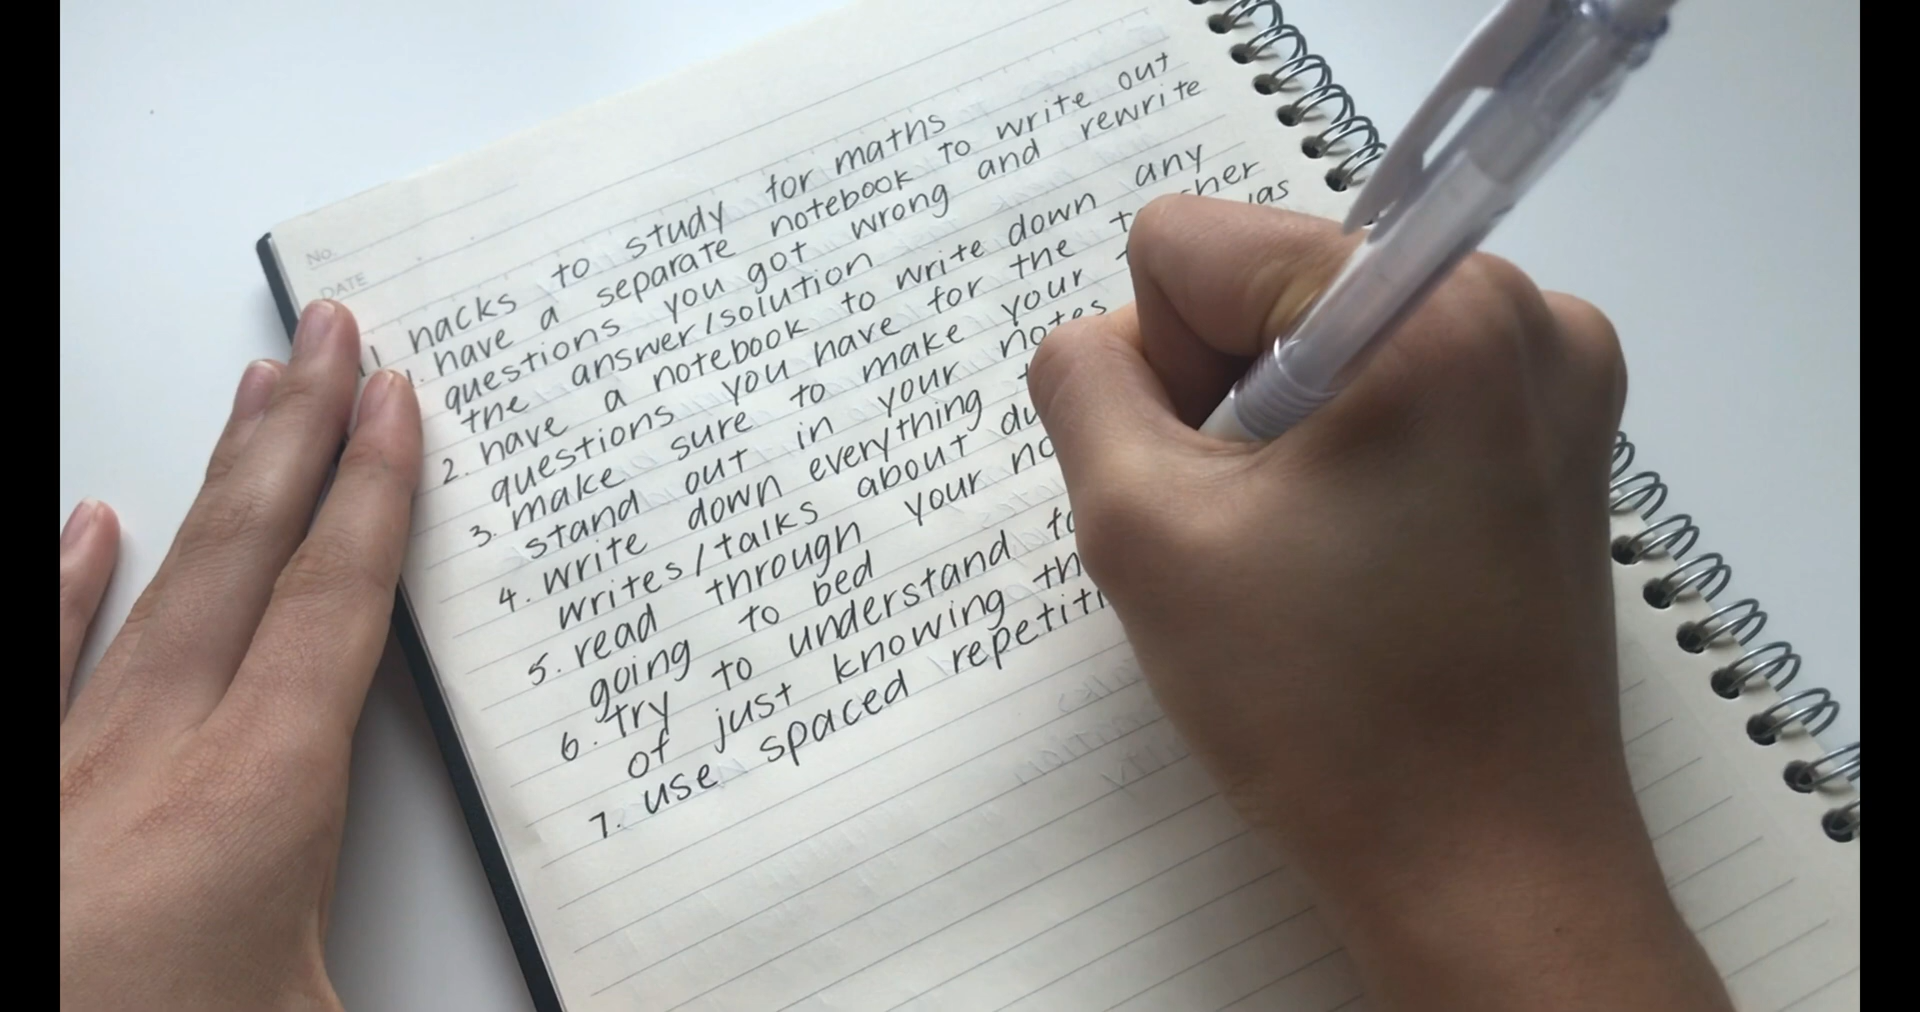 No.
DATE
hacks to study for maths
1. have a separate notebook to write out
questions you got wrong and rewrite
the answer/solution
2. have a notebook to write down any
questions you have for the
3. make sure to make your
stand out in your notes
4. write down everything
writes/talks about
5. read through your
going to bed
6. try to understand
of just knowing
7. use spaced